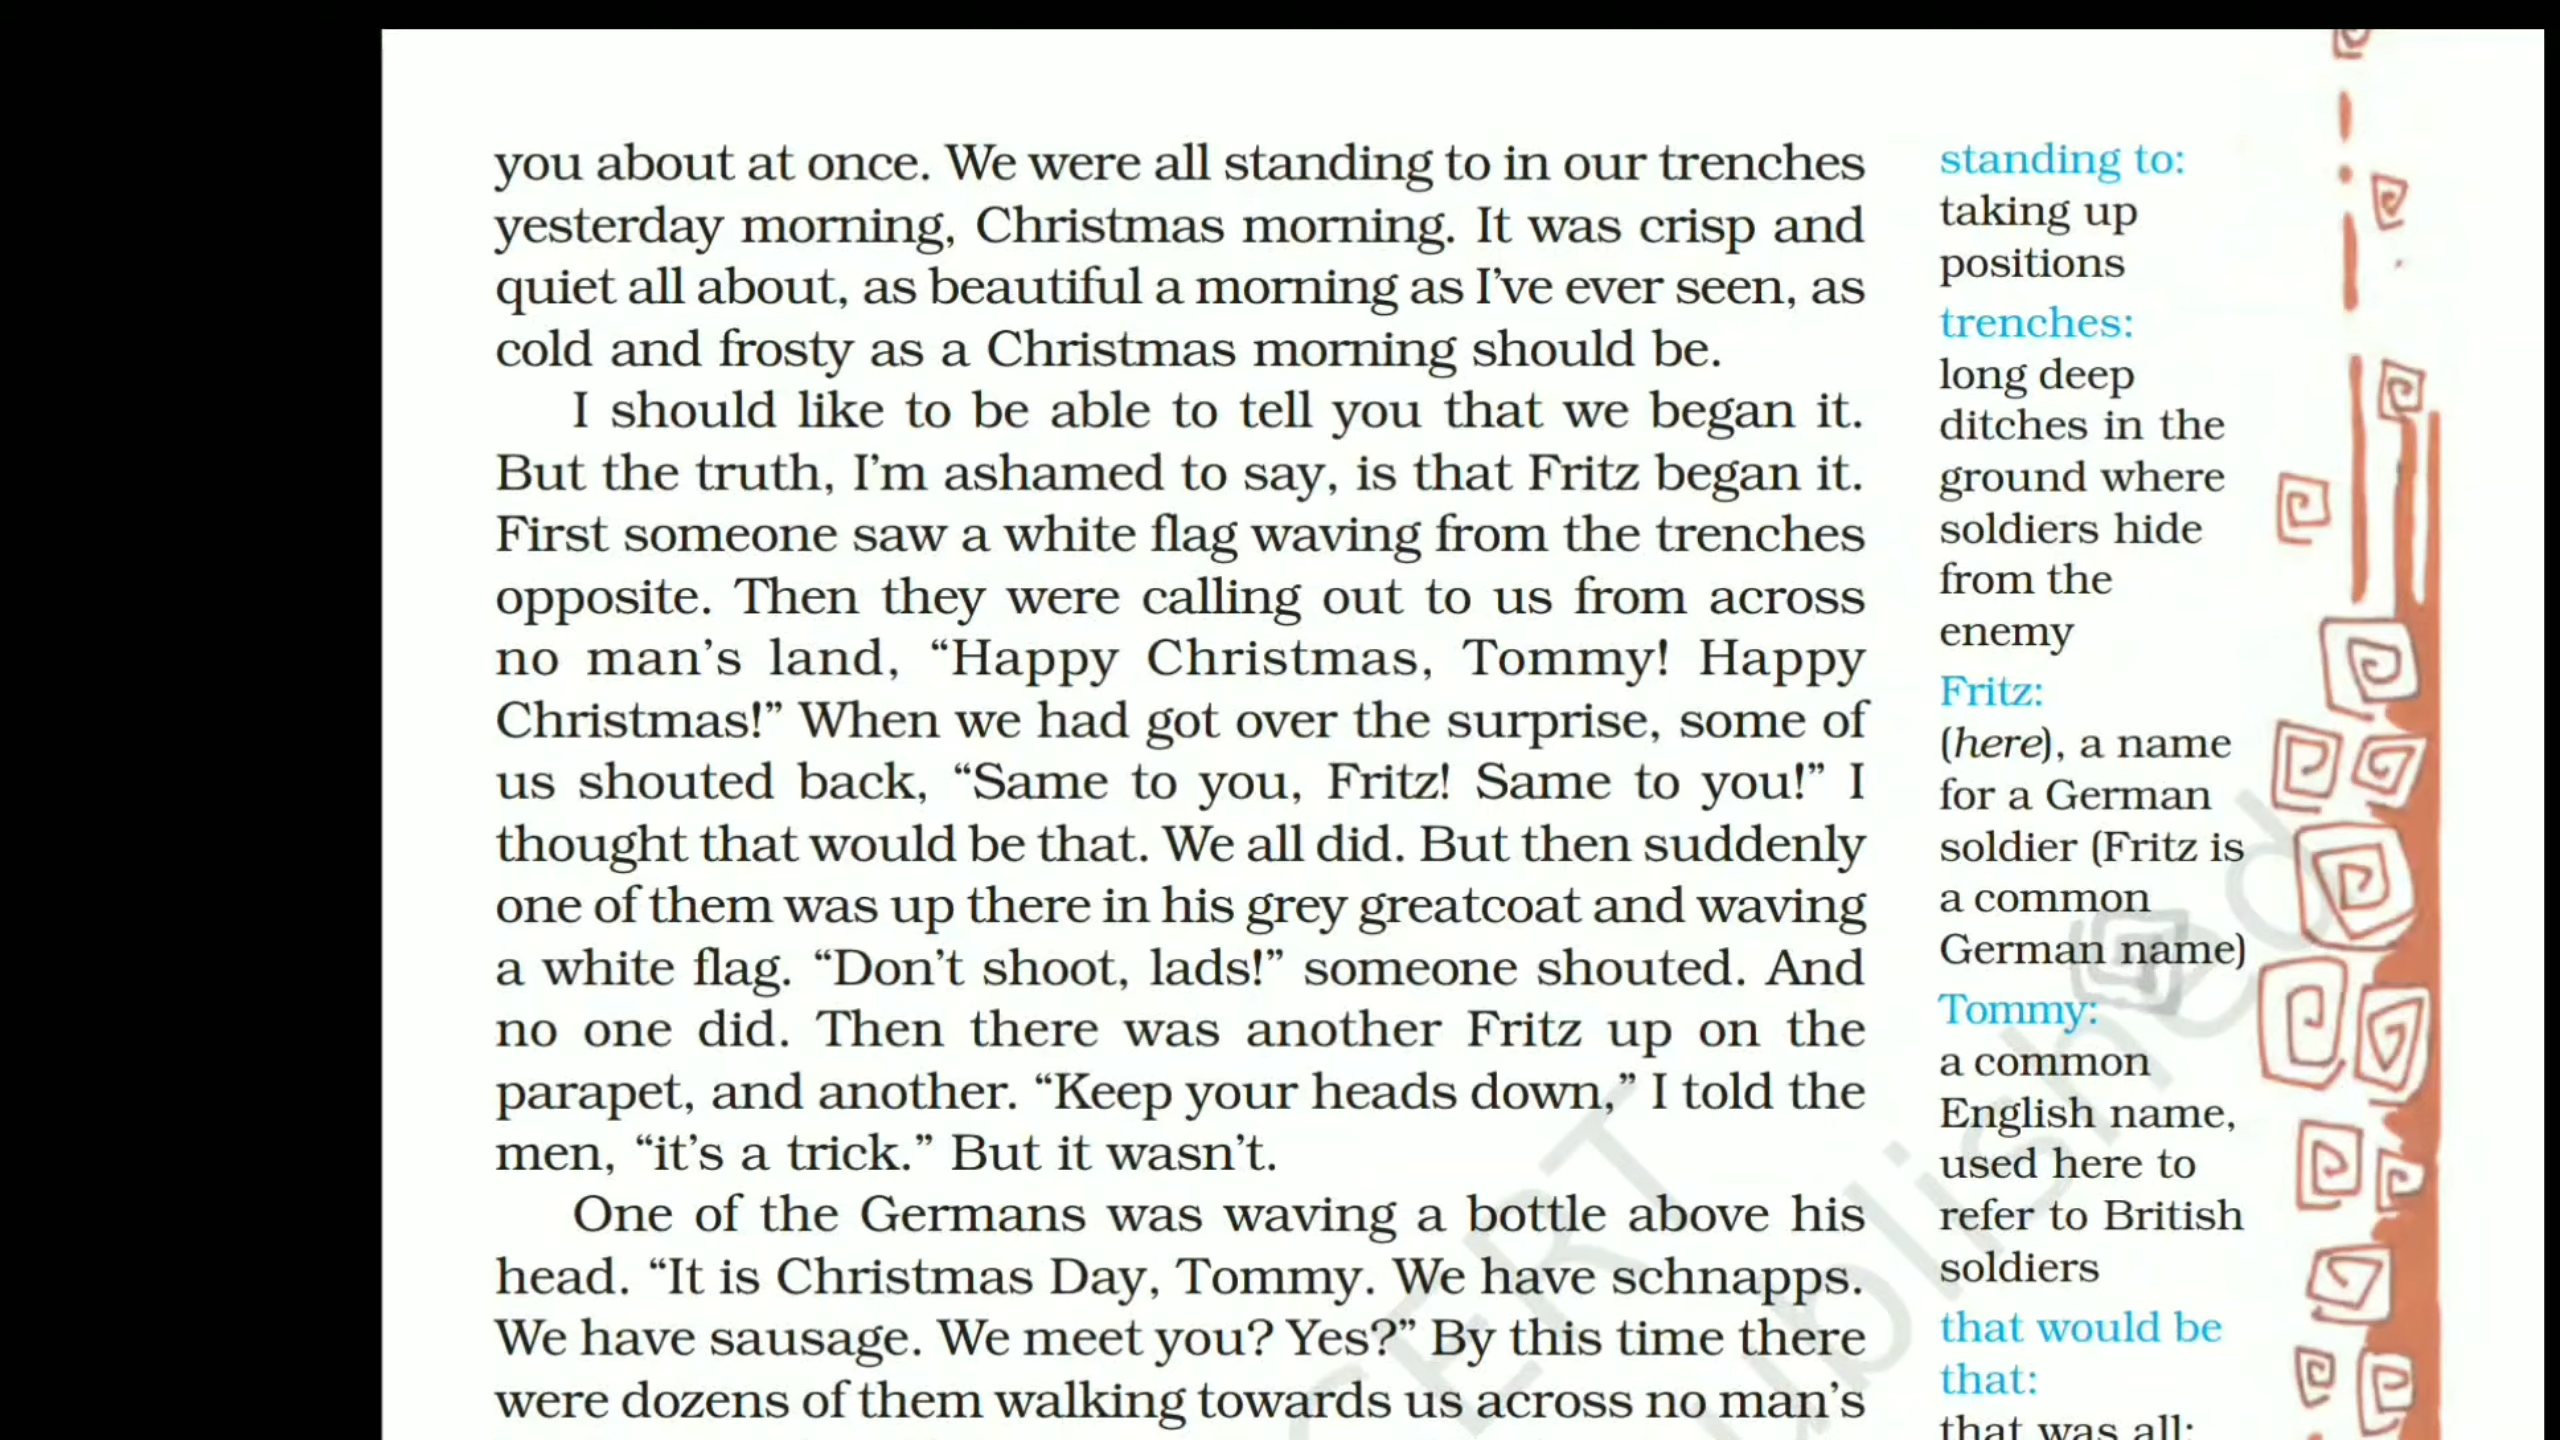 you about at once. We were all standing to in our trenches
yesterday morning, Christmas morning. It was crisp and
quiet all about, as beautiful a morning as I’ve ever seen, as
cold and frosty as a Christmas morning should be.
I should like to be able to tell you that we began it.
But the truth, I’m ashamed to say, is that Fritz began it.
First someone saw a white flag waving from the trenches
opposite. Then they were calling out to us from across
no man’s land, “Happy Christmas, Tommy! Happy
Christmas!” When we had got over the surprise, some of
us shouted back, “Same to you, Fritz! Same to you!” I
thought that would be that. We all did. But then suddenly
one of them was up there in his grey greatcoat and waving
a white flag. “Don’t shoot, lads!” someone shouted. And
no one did. Then there was another Fritz up on the
parapet, and another. “Keep your heads down,” I told the
men, “it’s a trick.” But it wasn’t.
One of the Germans was waving a bottle above his
head. “It is Christmas Day, Tommy. We have schnapps.
We have sausage. We meet you? Yes?” By this time there
were dozens of them walking towards us across no man’s
standing to:
taking up
positions
trenches:
long deep
ditches in the
ground where
soldiers hide
from the
enemy
Fritz:
(here), a name
for a German
soldier (Fritz is
a common
German name)
Tommy:
a common
English name,
used here to
refer to British
soldiers
that would be
that:
that was all;